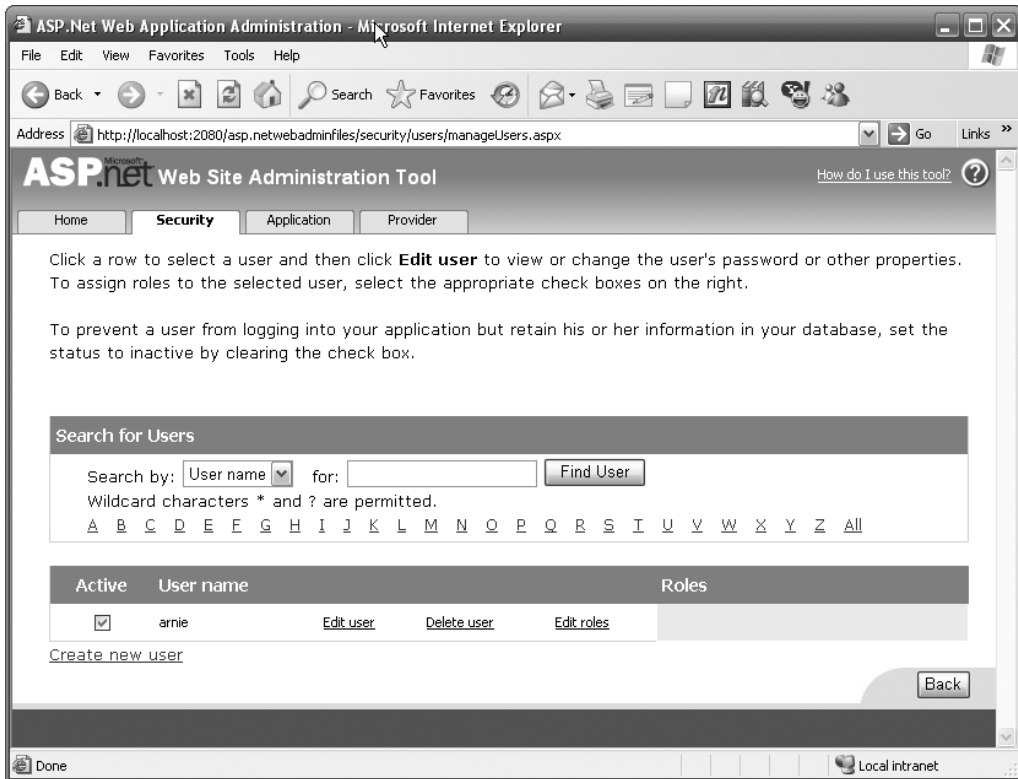 ASP.Net Web Application Administration - Microsoft Internet Explorer
File Edit View Favorites Tools Help
Back Search Favorites
Address http://localhost:2080/asp.netwebadminfiles/security/users/manageUsers.aspx Go Links »
Microsoft
ASP.net Web Site Administration Tool How do I use this tool? ?
Home Security Application Provider
Click a row to select a user and then click Edit user to view or change the user's password or other properties.
To assign roles to the selected user, select the appropriate check boxes on the right.
To prevent a user from logging into your application but retain his or her information in your database, set the
status to inactive by clearing the check box.
Search for Users
Search by: User name for: Find User
Wildcard characters * and ? are permitted.
A B C D E F G H I J K L M N O P Q R S T U V W X Y Z All
Active User name Roles
arnie Edit user Delete user Edit roles
Create new user
Back
Done Local intranet